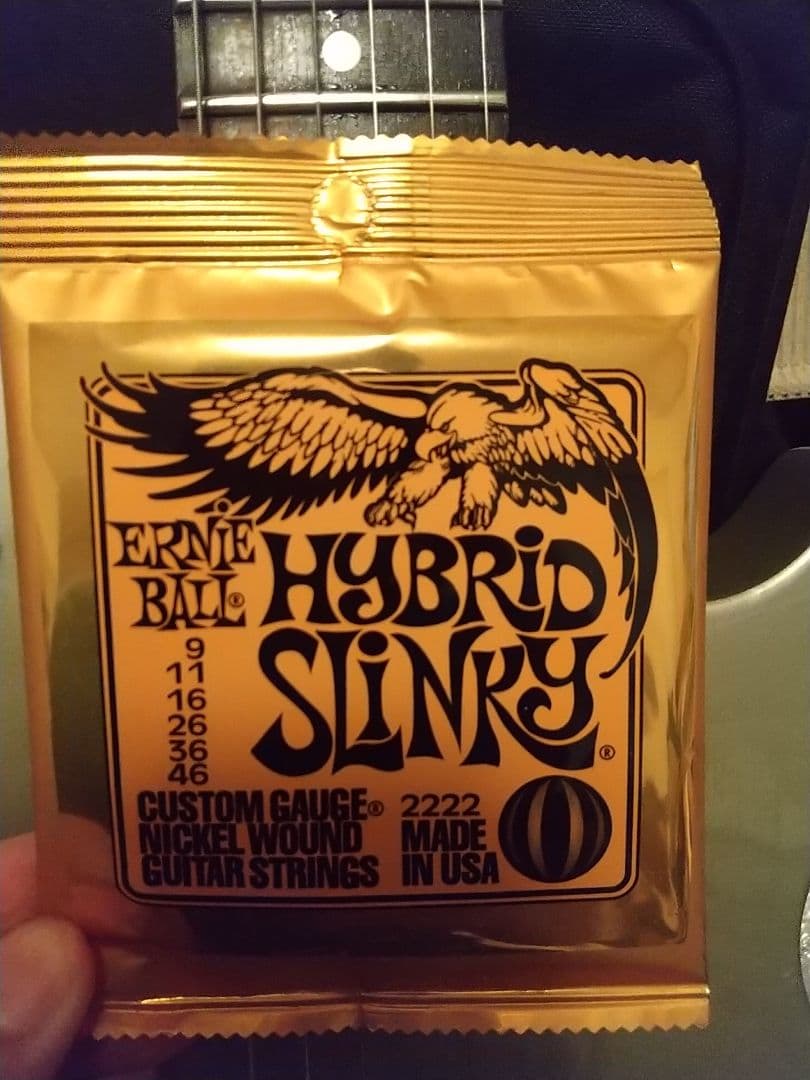 ERNIE
BALL®
HYBRID
SLINKY®
9
11
16
26
36
46
CUSTOM GAUGE®
NICKEL WOUND
GUITAR STRINGS
2222
MADE
IN USA